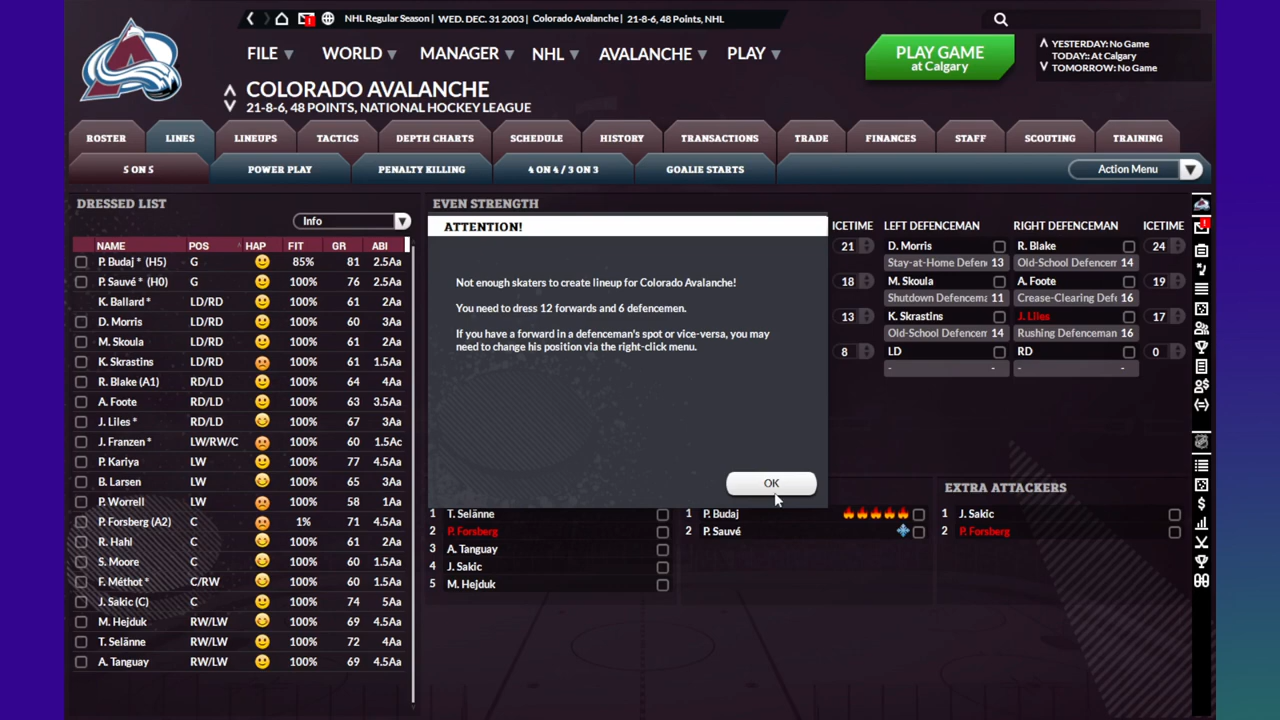 NHL Regular Season | WED. DEC. 31 2003 | Colorado Avalanche | 21-8-6, 48 Points, NHL
FILE WORLD MANAGER NHL AVALANCHE PLAY
PLAY GAME
at Calgary
YESTERDAY: No Game
TODAY:: At Calgary
TOMORROW: No Game
COLORADO AVALANCHE
21-8-6, 48 POINTS, NATIONAL HOCKEY LEAGUE
ROSTER LINES LINEUPS TACTICS DEPTH CHARTS SCHEDULE HISTORY TRANSACTIONS TRADE FINANCES STAFF SCOUTING TRAINING
5 ON 5 POWER PLAY PENALTY KILLING 4 ON 4 / 3 ON 3 GOALIE STARTS Action Menu
DRESSED LIST
Info
NAME POS HAP FIT GR ABI
P. Budaj * (H5) G 85% 81 2.5Aa
P. Sauvé * (H0) G 100% 76 2.5Aa
K. Ballard * LD/RD 100% 61 2Aa
D. Morris LD/RD 100% 60 3Aa
M. Skoula LD/RD 100% 61 2Aa
K. Skrastins LD/RD 100% 61 1.5Aa
R. Blake (A1) RD/LD 100% 64 4Aa
A. Foote RD/LD 100% 63 3.5Aa
J. Liles * RD/LD 100% 67 3Aa
J. Franzen * LW/RW/C 100% 60 1.5Ac
P. Kariya LW 100% 77 4.5Aa
B. Larsen LW 100% 65 3Aa
P. Worrell LW 100% 58 1Aa
P. Forsberg (A2) C 1% 71 4.5Aa
R. Hahl C 100% 61 2Aa
S. Moore C 100% 60 1.5Aa
F. Méthot * C/RW 100% 60 1.5Aa
J. Sakic (C) C 100% 74 5Aa
M. Hejduk RW/LW 100% 69 4.5Aa
T. Selänne RW/LW 100% 72 4Aa
A. Tanguay RW/LW 100% 69 4.5Aa
EVEN STRENGTH
ATTENTION!
Not enough skaters to create lineup for Colorado Avalanche!
You need to dress 12 forwards and 6 defencemen.
If you have a forward in a defenceman's spot or vice-versa, you may
need to change his position via the right-click menu.
OK
ICETIME LEFT DEFENCEMAN RIGHT DEFENCEMAN ICETIME
21 D. Morris R. Blake 24
Stay-at-Home Defen 13 Old-School Defencem 14
18 M. Skoula A. Foote 19
Shutdown Defencema 11 Crease-Clearing Defe 16
13 K. Skrastins J. Liles 17
Old-School Defencem 14 Rushing Defenceman 16
8 LD RD 0
- - - -
1 T. Selänne
2 P. Forsberg
3 A. Tanguay
4 J. Sakic
5 M. Hejduk
1 P. Budaj
2 P. Sauvé
EXTRA ATTACKERS
1 J. Sakic
2 P. Forsberg